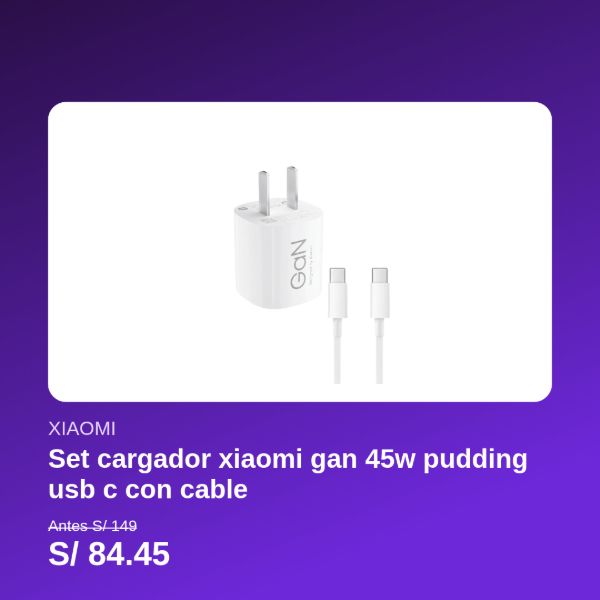 GaN
XIAOMI
Set cargador xiaomi gan 45w pudding
usb c con cable
Antes S/ 149
S/ 84.45